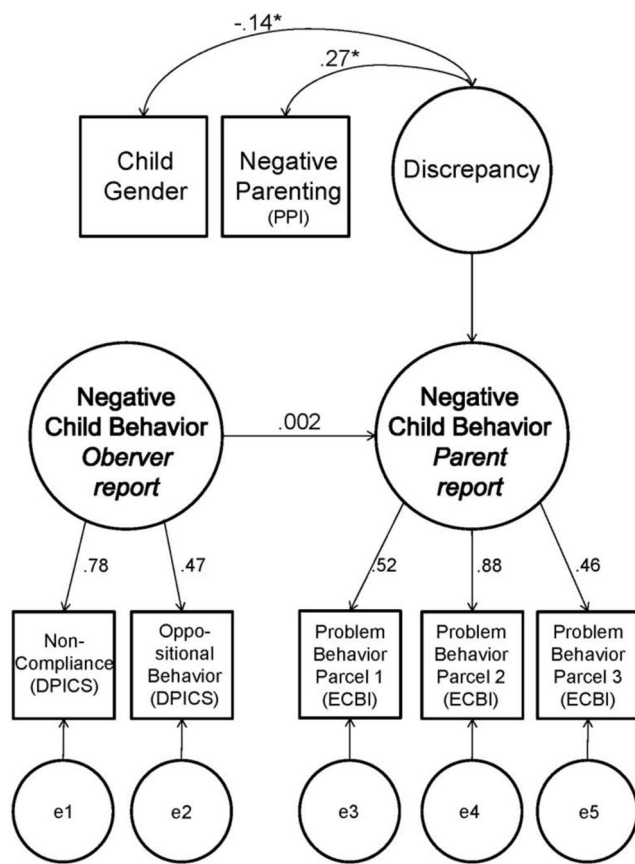 -.14*
.27*
Child
Gender
Negative
Parenting
(PPI)
Discrepancy
Negative
Child Behavior
Oberver
report
.002
Negative
Child Behavior
Parent
report
.78
.47
.52
.88
.46
Non-
Compliance
(DPICS)
Oppo-
sitional
Behavior
(DPICS)
Problem
Behavior
Parcel 1
(ECBI)
Problem
Behavior
Parcel 2
(ECBI)
Problem
Behavior
Parcel 3
(ECBI)
e1
e2
e3
e4
e5